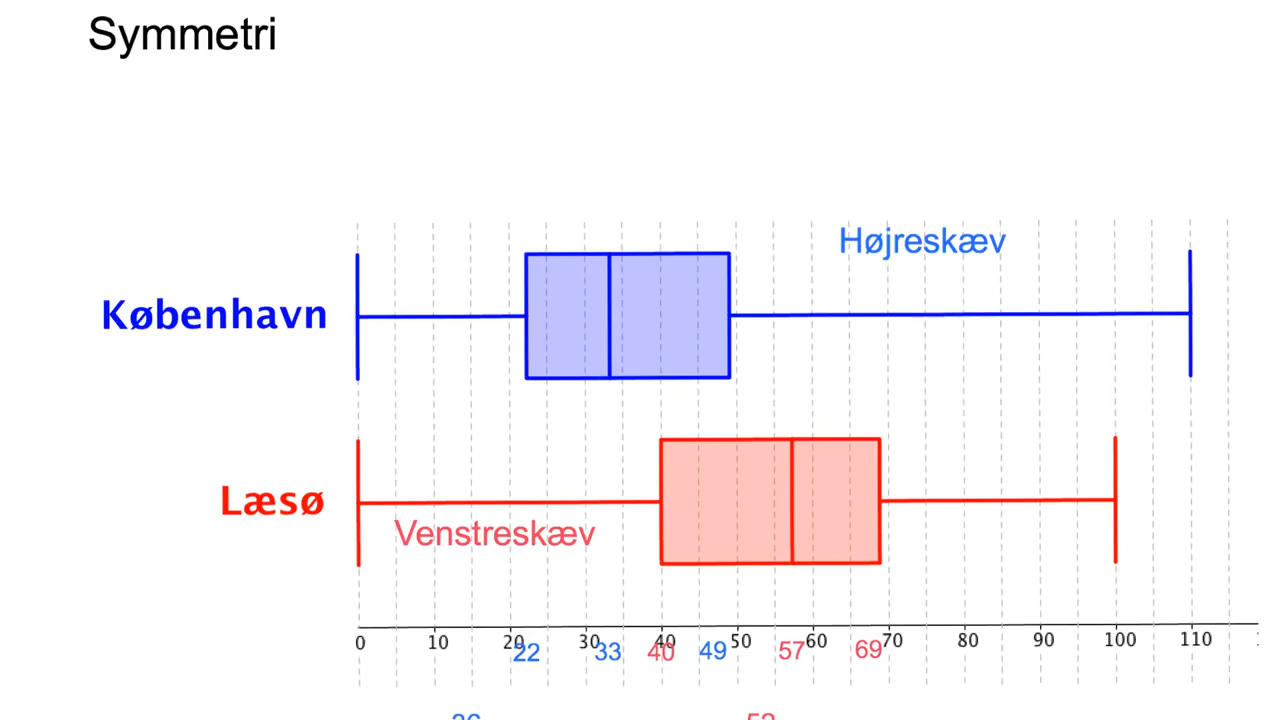 Symmetri
Højreskæv
København
Læsø
Venstreskæv
0 10 20 30 40 50 60 70 80 90 100 110
22 33 40 49 57 69